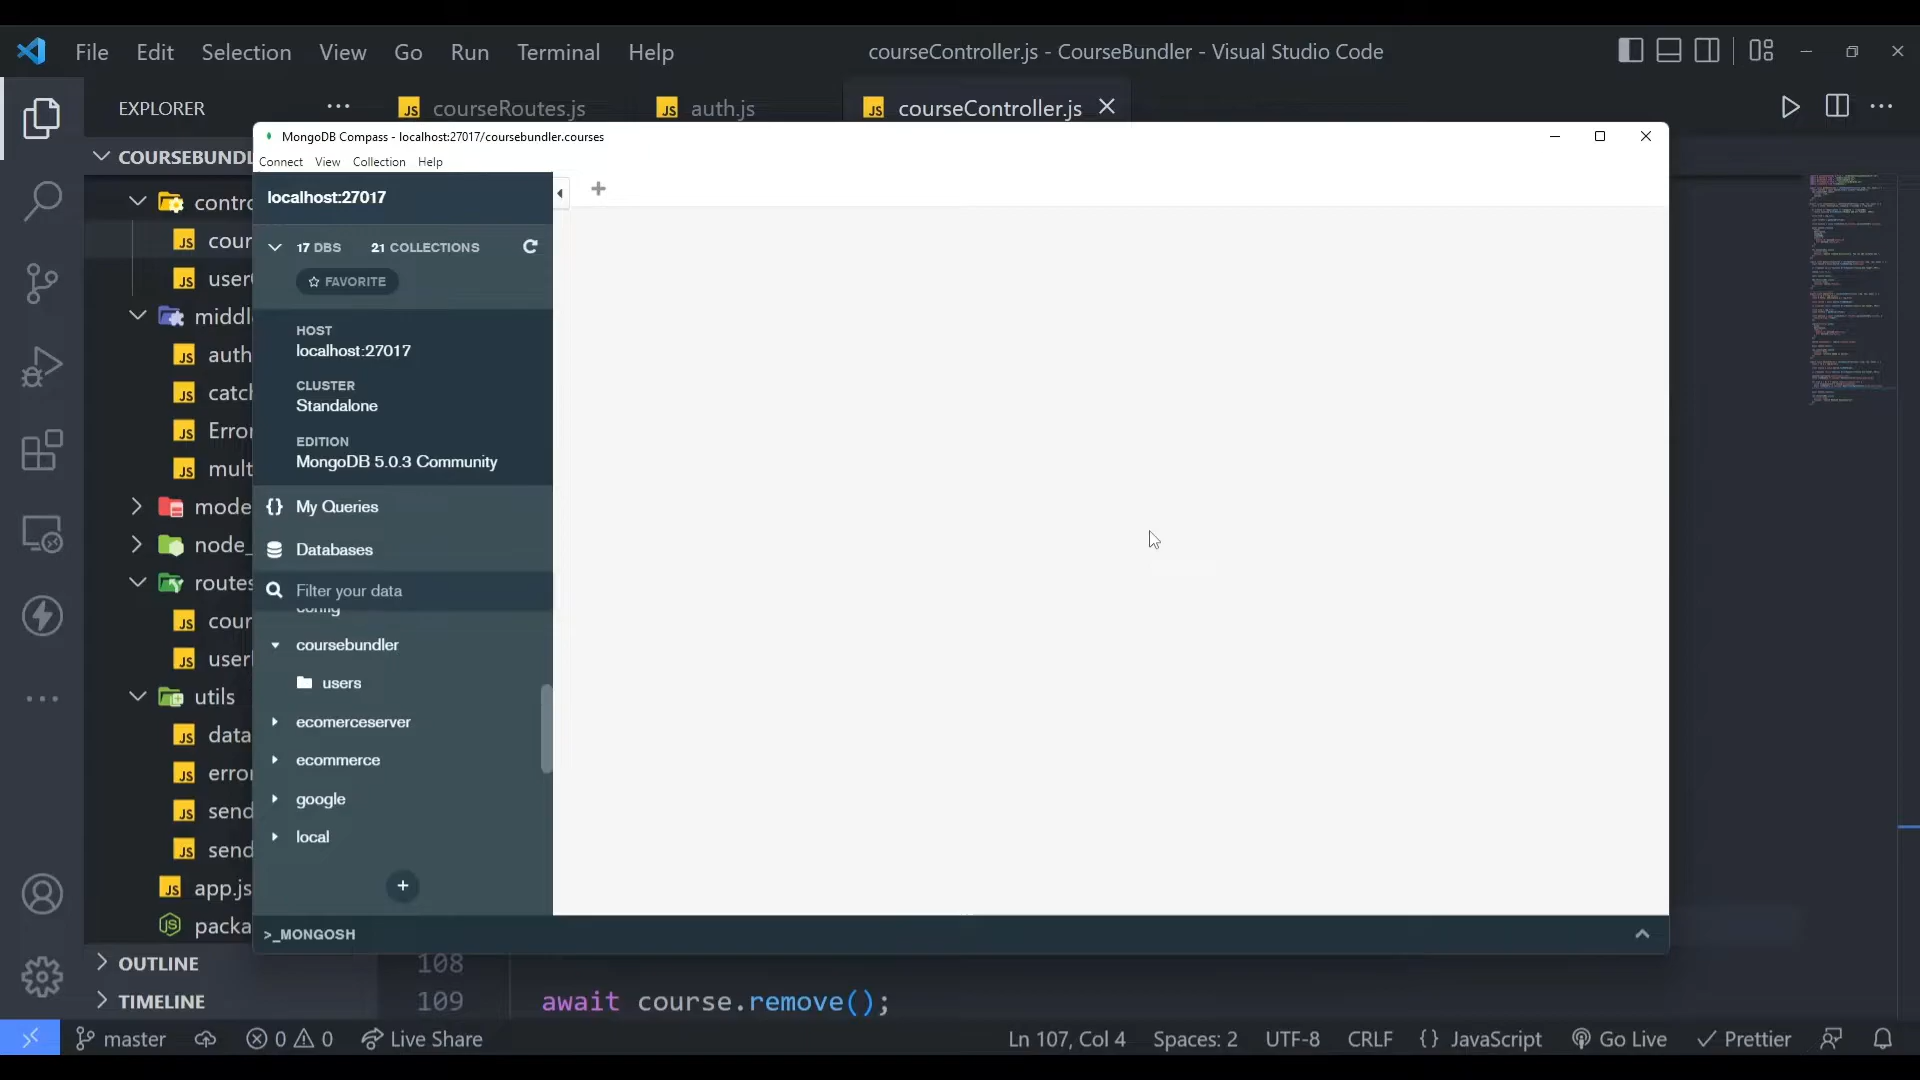 File Edit Selection View Go Run Terminal Help
courseController.js - CourseBundler - Visual Studio Code
EXPLORER
courseRoutes.js
auth.js
courseController.js
COURSEBUNDL
contro
cour
user
middl
auth
catch
Error
mult
mode
node_
routes
cour
userl
utils
data
error
send
send
app.js
packa
OUTLINE
TIMELINE
MongoDB Compass - localhost:27017/coursebundler.courses
Connect View Collection Help
localhost:27017
17 DBS 21 COLLECTIONS
FAVORITE
HOST
localhost:27017
CLUSTER
Standalone
EDITION
MongoDB 5.0.3 Community
{} My Queries
Databases
Filter your data
config
coursebundler
users
ecomerceserver
ecommerce
google
local
>_MONGOSH
108
109 await course.remove();
master
0 0
Live Share
Ln 107, Col 4
Spaces: 2
UTF-8
CRLF
{} JavaScript
Go Live
Prettier